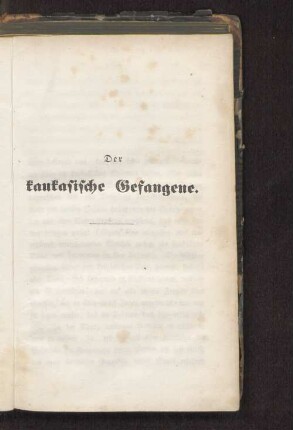 Der
kaukasische Gefangene.